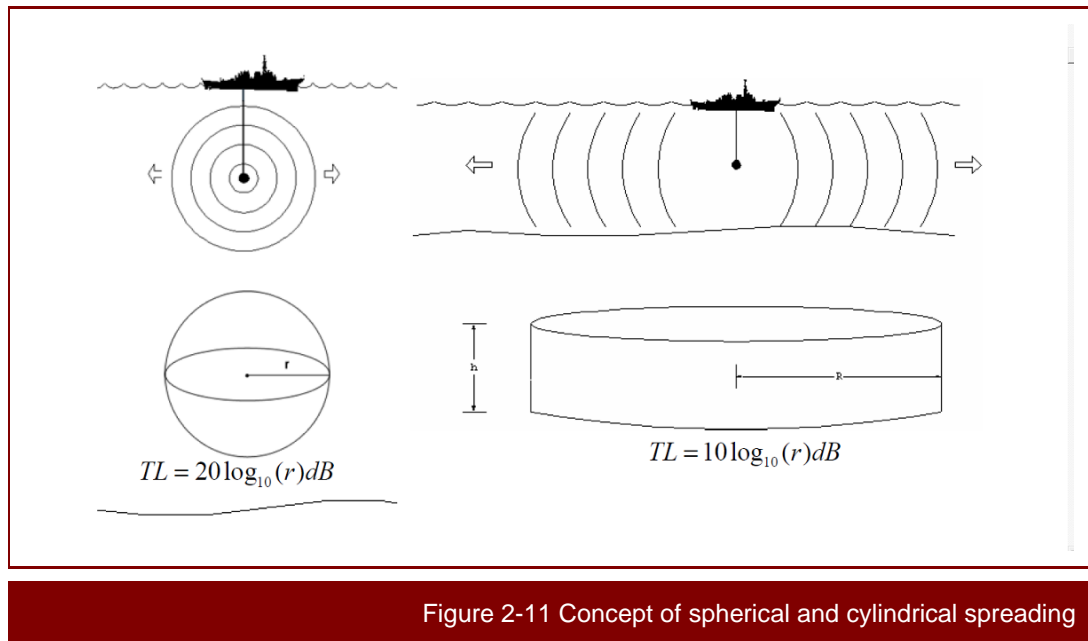 r
TL = 20 log₁₀ (r) dB
h
R
TL = 10 log₁₀ (r) dB
Figure 2-11 Concept of spherical and cylindrical spreading